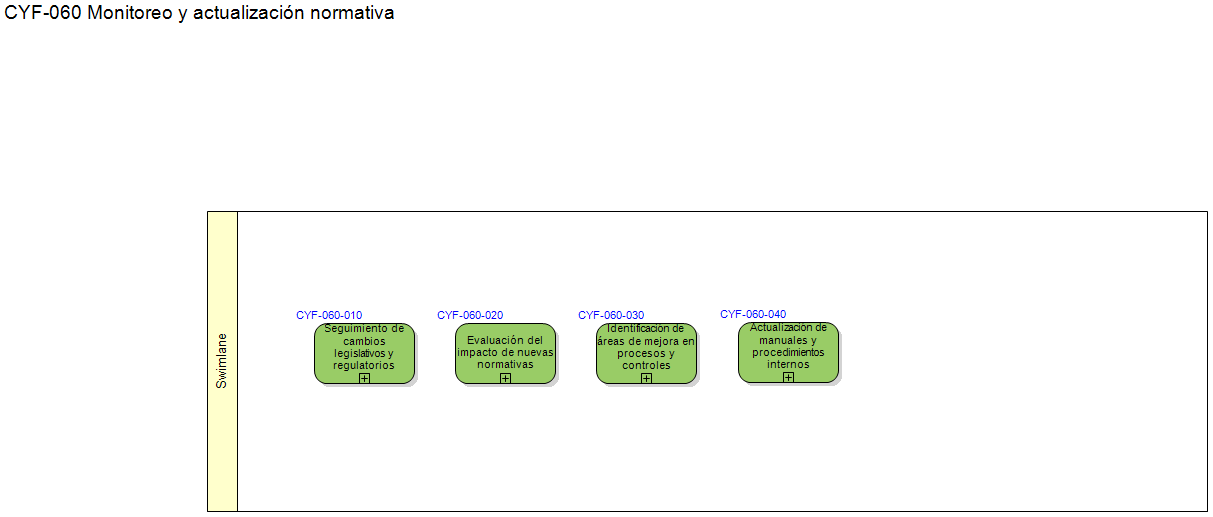 CYF-060 Monitoreo y actualización normativa
Swimlane
CYF-060-010
Seguimiento de
cambios
legislativos y
regulatorios
CYF-060-020
Evaluación del
impacto de nuevas
normativas
CYF-060-030
Identificación de
áreas de mejora en
procesos y
controles
CYF-060-040
Actualización de
manuales y
procedimientos
internos